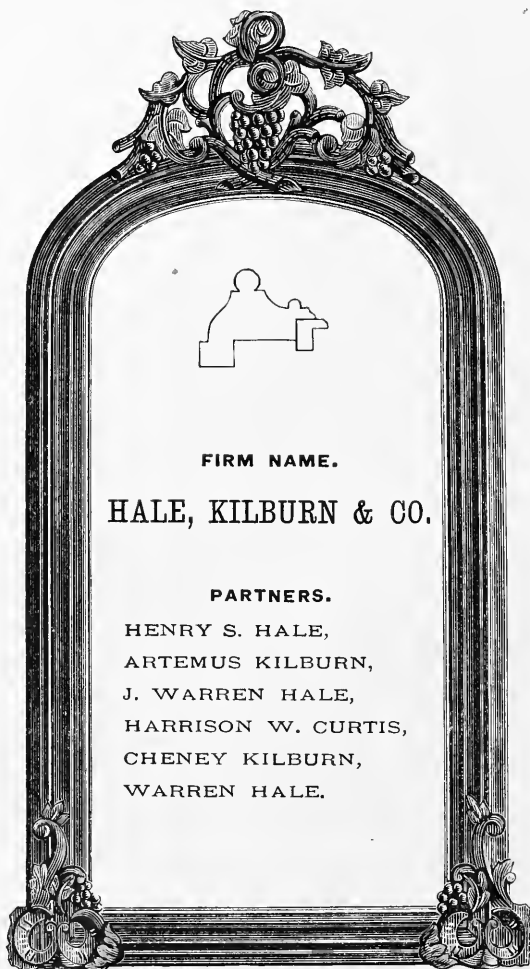 FIRM NAME.
HALE, KILBURN & CO.
PARTNERS.
HENRY S. HALE,
ARTEMUS KILBURN,
J. WARREN HALE,
HARRISON W. CURTIS,
CHENEY KILBURN,
WARREN HALE.